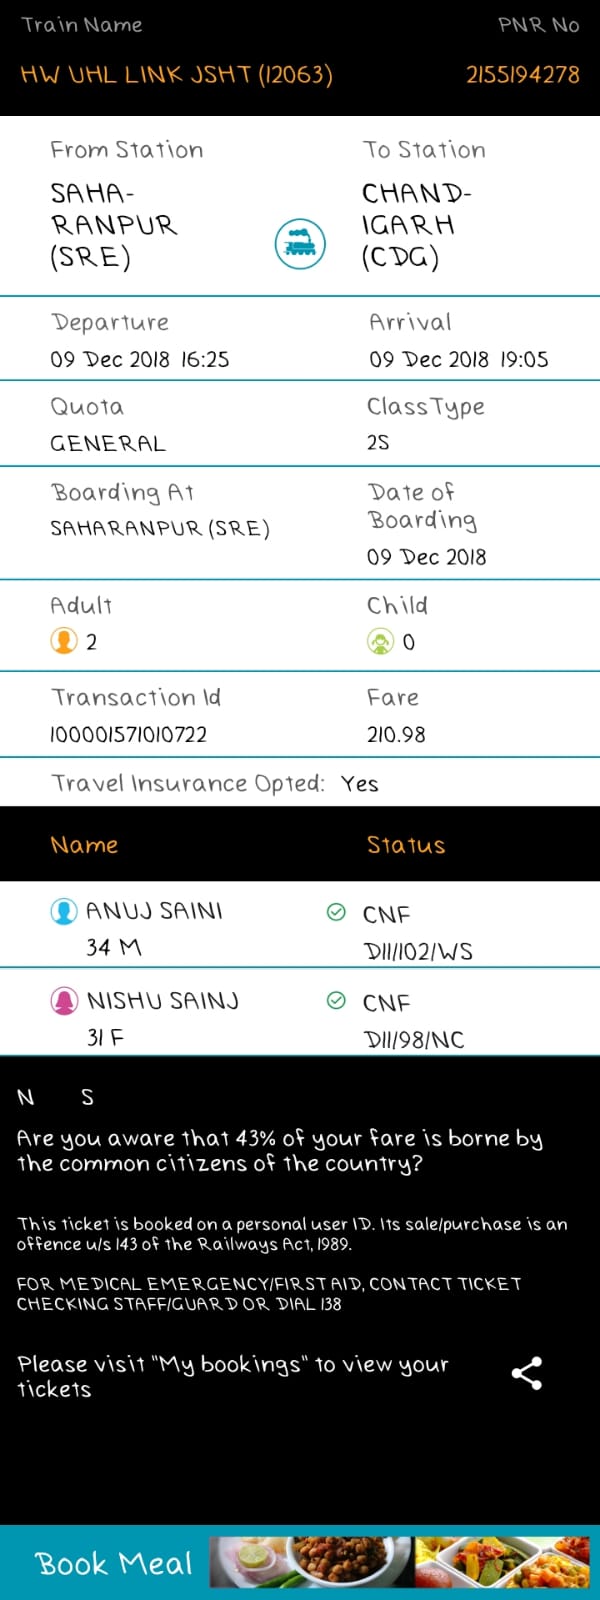 Train Name PNR No
HW UHL LINK JSHT (12063) 2155194278
From Station To Station
SAHA- CHAND-
RANPUR IGARH
(SRE) (CDG)
Departure Arrival
09 Dec 2018 16:25 09 Dec 2018 19:05
Quota Class Type
GENERAL 2S
Boarding At Date of
Boarding
SAHARANPUR (SRE)
09 Dec 2018
Adult Child
2 0
Transaction Id Fare
100001571010722 210.98
Travel Insurance Opted: Yes
Name Status
ANUJ SAINI CNF
34 M D11/102/WS
NISHU SAINJ CNF
31 F D11/98/NC
N S
Are you aware that 43% of your fare is borne by
the common citizens of the country?
This ticket is booked on a personal user ID. Its sale/purchase is an
offence u/s 143 of the Railways Act, 1989.
FOR MEDICAL EMERGENCY/FIRST AID, CONTACT TICKET
CHECKING STAFF/GUARD OR DIAL 138
Please visit "My bookings" to view your
tickets
Book Meal